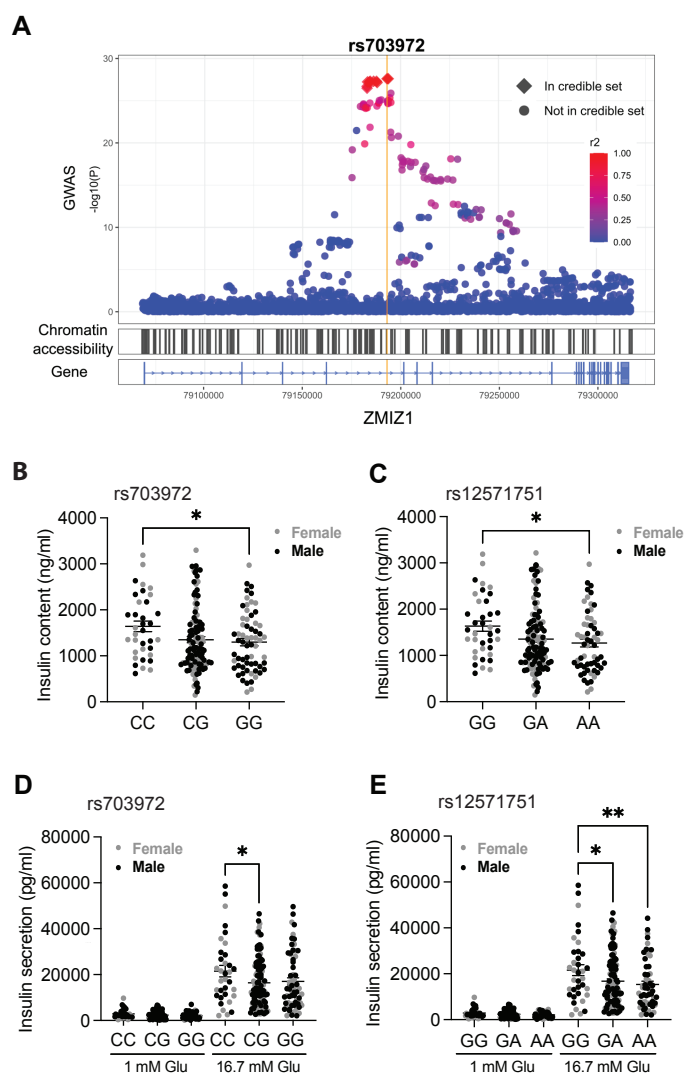 A
rs703972
30
20
10
0
GWAS
-log10(P)
In credible set
Not in credible set
r2
1.00
0.75
0.50
0.25
0.00
Chromatin
accessibility
Gene
79100000
79150000
79200000
79250000
79300000
ZMIZ1
B
rs703972
Insulin content (ng/ml)
4000
3000
2000
1000
0
*
Female
Male
CC
CG
GG
C
rs12571751
Insulin content (ng/ml)
4000
3000
2000
1000
0
*
Female
Male
GG
GA
AA
D
rs703972
Insulin secretion (pg/ml)
80000
60000
40000
20000
0
Female
Male
*
CC CG GG CC CG GG
1 mM Glu
16.7 mM Glu
E
rs12571751
Insulin secretion (pg/ml)
80000
60000
40000
20000
0
Female
Male
**
*
GG GA AA GG GA AA
1 mM Glu
16.7 mM Glu